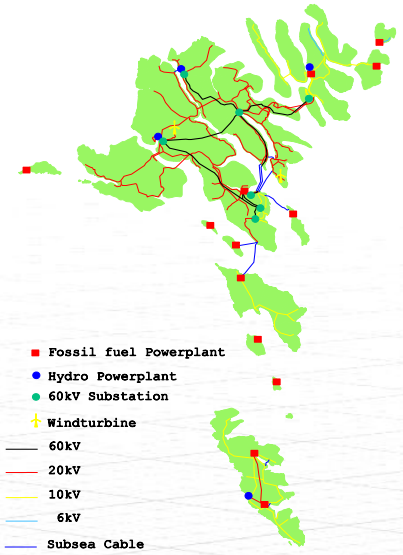 Fossil fuel Powerplant
Hydro Powerplant
60kV Substation
Windturbine
60kV
20kV
10kV
6kV
Subsea Cable